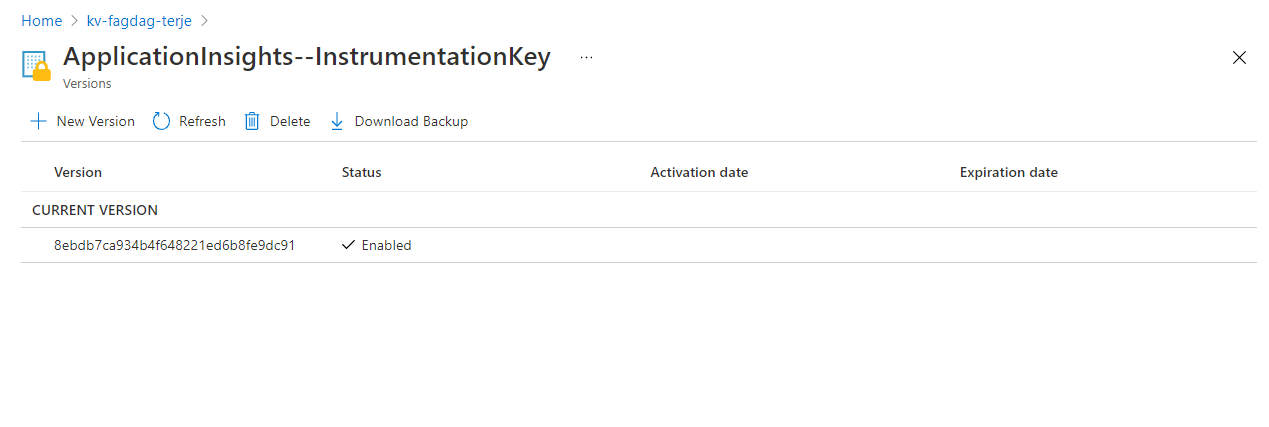 Home > kv-fagdag-terje >
ApplicationInsights--InstrumentationKey ...
Versions
New Version Refresh Delete Download Backup
Version Status Activation date Expiration date
CURRENT VERSION
8ebdb7ca934b4f648221ed6b8fe9dc91 Enabled